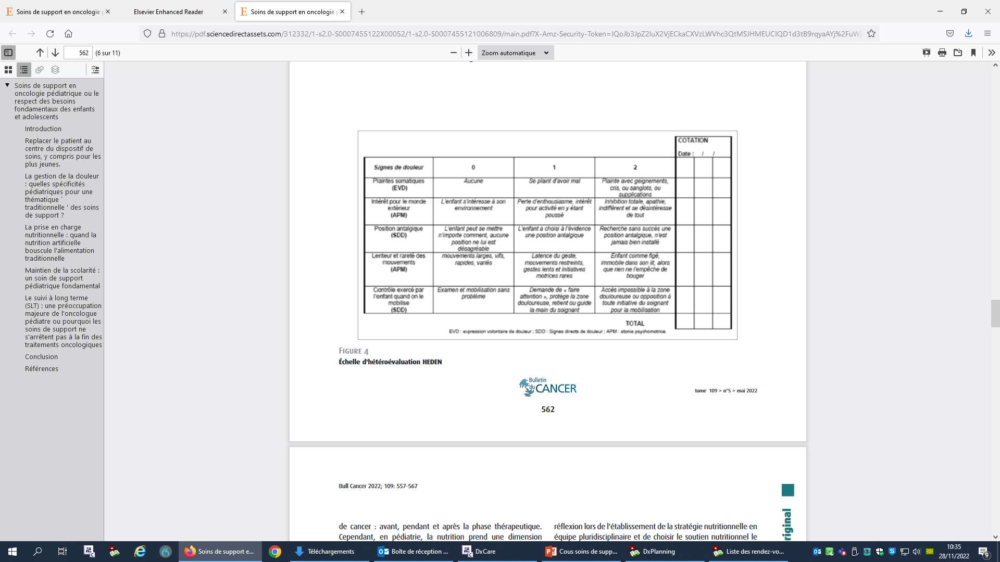 Soins de support en oncologie p
Elsevier Enhanced Reader
Soins de support en oncologie p
https://pdf.sciencedirectassets.com/312332/1-s2.0-S0007455122X00052/1-s2.0-S0007455121006809/main.pdf?X-Amz-Security-Token=IQoJb3JpZ2luX2VjECkaCXVzLWVhc3QtMSJHMEUCIQD1d3tB9rqyaAYj%2FuWj
562
(6 sur 11)
Zoom automatique
Soins de support en
oncologie pédiatrique ou le
respect des besoins
fondamentaux des enfants
et adolescents
Introduction
Replacer le patient au
centre du dispositif de
soins, y compris pour les
plus jeunes.
La gestion de la douleur
: quelles spécificités
pédiatriques pour une
thématique `
traditionnelle ' des soins
de support ?
La prise en charge
nutritionnelle : quand la
nutrition artificielle
bouscule l'alimentation
traditionnelle
Maintien de la scolarité :
un soin de support
pédiatrique fondamental
Le suivi à long terme
(SLT) : une préoccupation
majeure de l'oncologue
pédiatre ou pourquoi les
soins de support ne
s'arrêtent pas à la fin des
traitements oncologiques
Conclusion
Références
COTATION
Date : / /
Signes de douleur
0
1
2
Plaintes somatiques
(EVD)
Aucune
Se plaint d'avoir mal
Plainte avec geignements,
cris, ou sanglots, ou
supplications
Intérêt pour le monde
extérieur
(APM)
L'enfant s'intéresse à son
environnement
Perte d'enthousiasme, intérêt
pour activité en y étant
poussé
Inhibition totale, apathie,
indifférent et se désintéresse
de tout
Position antalgique
(SDD)
L'enfant peut se mettre
n'importe comment, aucune
position ne lui est
désagréable
L'enfant a choisi à l'évidence
une position antalgique
Recherche sans succès une
position antalgique, n'est
jamais bien installé
Lenteur et rareté des
mouvements
(APM)
mouvements larges, vifs,
rapides, variés
Latence du geste,
mouvements restreints,
gestes lents et initiatives
motrices rares
Enfant comme figé,
immobile dans son lit, alors
que rien ne l'empêche de
bouger
Contrôle exercé par
l'enfant quand on le
mobilise
(SDD)
Examen et mobilisation sans
problème
Demande de « faire
attention », protège la zone
douloureuse, retient ou guide
la main du soignant
Accès impossible à la zone
douloureuse ou opposition à
toute initiative du soignant
pour la mobilisation
TOTAL
EVD : expression volontaire de douleur ; SDD : Signes directs de douleur ; APM : atonie psychomotrice.
Figure 4
Échelle d'hétéroévaluation HEDEN
Bulletin
du CANCER
tome 109 > n°5 > mai 2022
562
Bull Cancer 2022; 109: 557-567
riginal
de cancer : avant, pendant et après la phase thérapeutique.
Cependant, en pédiatrie, la nutrition prend une dimension
réflexion lors de l'établissement de la stratégie nutritionnelle en
équipe pluridisciplinaire et de choisir le soutien nutritionnel le
Soins de support e...
Téléchargements
Boîte de réception ...
DxCare
Cous soins de supp...
DxPlanning
Liste des rendez-vo...
10:35
28/11/2022
9